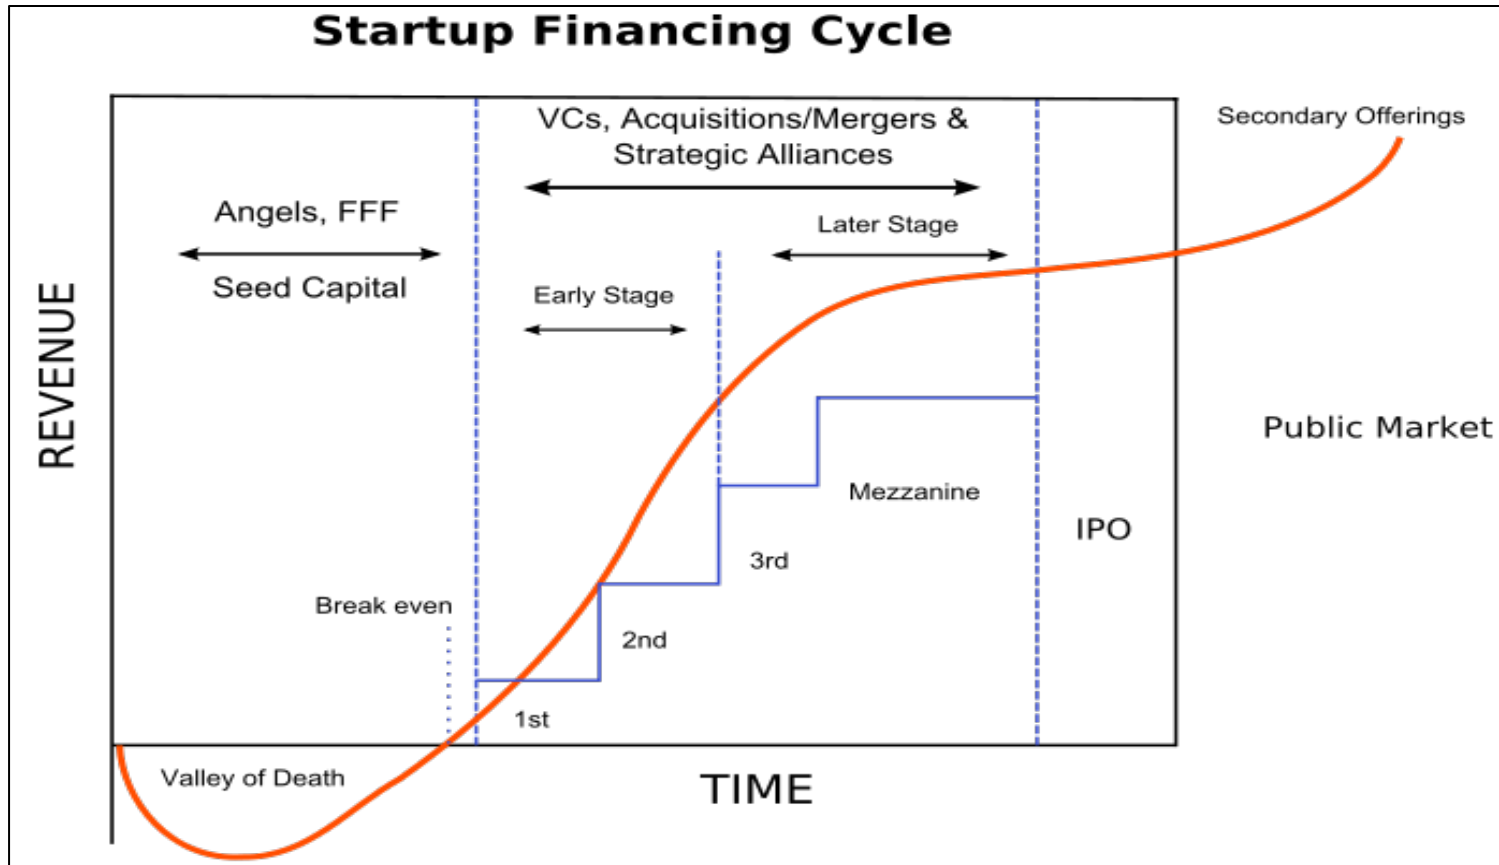 Startup Financing Cycle
VCs, Acquisitions/Mergers &
Strategic Alliances
Secondary Offerings
Angels, FFF
Seed Capital
Later Stage
Early Stage
REVENUE
Public Market
Mezzanine
IPO
3rd
Break even
2nd
1st
Valley of Death
TIME